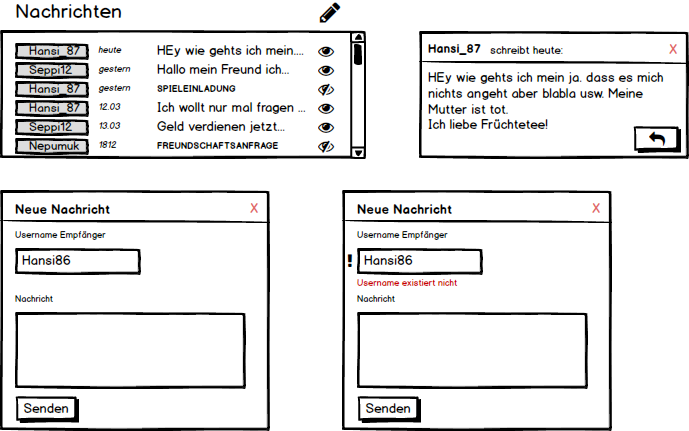 Nachrichten
Hansi_87 heute HEy wie gehts ich mein....
Seppi12 gestern Hallo mein Freund ich...
Hansi_87 gestern SPIELEINLADUNG
Hansi_87 12.03 Ich wollt nur mal fragen ...
Seppi12 13.03 Geld verdienen jetzt...
Nepumuk 1812 FREUNDSCHAFTSANFRAGE
Hansi_87 schreibt heute: X
HEy wie gehts ich mein ja. dass es mich
nichts angeht aber blabla usw. Meine
Mutter ist tot.
Ich liebe Früchtetee!
Neue Nachricht X
Username Empfänger
Hansi86
Nachricht
Senden
Neue Nachricht X
Username Empfänger
! Hansi86
Username existiert nicht
Nachricht
Senden